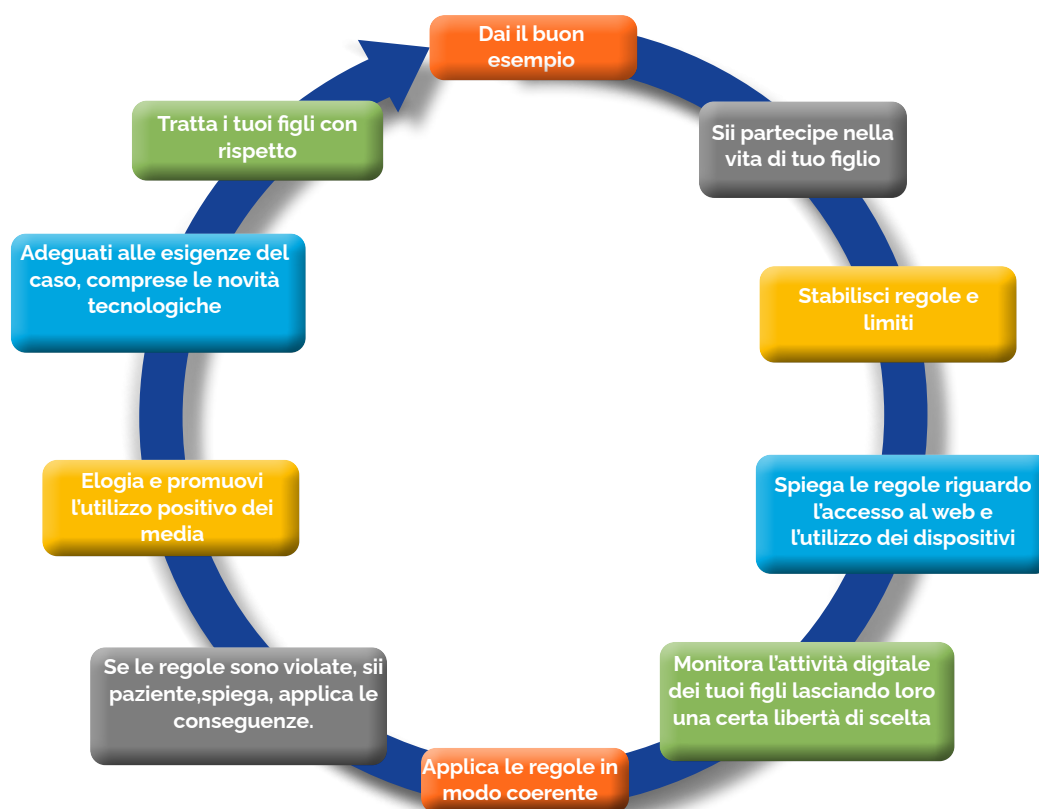 Dai il buon
esempio
Sii partecipe nella
vita di tuo figlio
Stabilisci regole e
limiti
Spiega le regole riguardo
l'accesso al web e
l'utilizzo dei dispositivi
Monitora l'attività digitale
dei tuoi figli lasciando loro
una certa libertà di scelta
Applica le regole in
modo coerente
Se le regole sono violate, sii
paziente,spiega, applica le
conseguenze.
Elogia e promuovi
l'utilizzo positivo dei
media
Adeguati alle esigenze del
caso, comprese le novità
tecnologiche
Tratta i tuoi figli con
rispetto